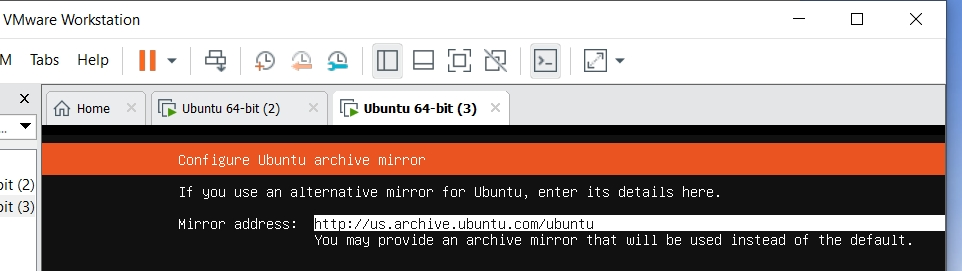 VMware Workstation
M Tabs Help
Home
Ubuntu 64-bit (2)
Ubuntu 64-bit (3)
...
bit (2)
bit (3)
Configure Ubuntu archive mirror
If you use an alternative mirror for Ubuntu, enter its details here.
Mirror address: http://us.archive.ubuntu.com/ubuntu
You may provide an archive mirror that will be used instead of the default.